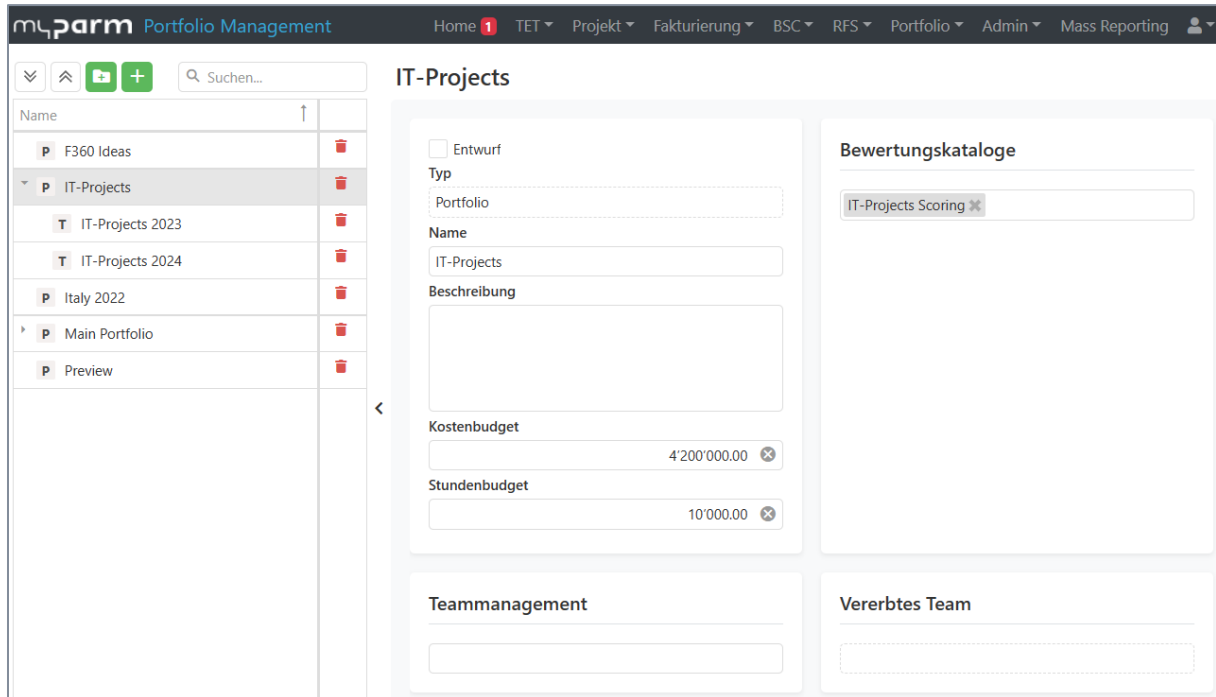 myparm Portfolio Management Home 1 TET Projekt Fakturierung BSC RFS Portfolio Admin Mass Reporting
Suchen...
Name
P F360 Ideas
P IT-Projects
T IT-Projects 2023
T IT-Projects 2024
P Italy 2022
P Main Portfolio
P Preview
IT-Projects
Entwurf
Typ
Portfolio
Name
IT-Projects
Beschreibung
Kostenbudget
4'200'000.00
Stundenbudget
10'000.00
Bewertungskataloge
IT-Projects Scoring
Teammanagement
Vererbtes Team